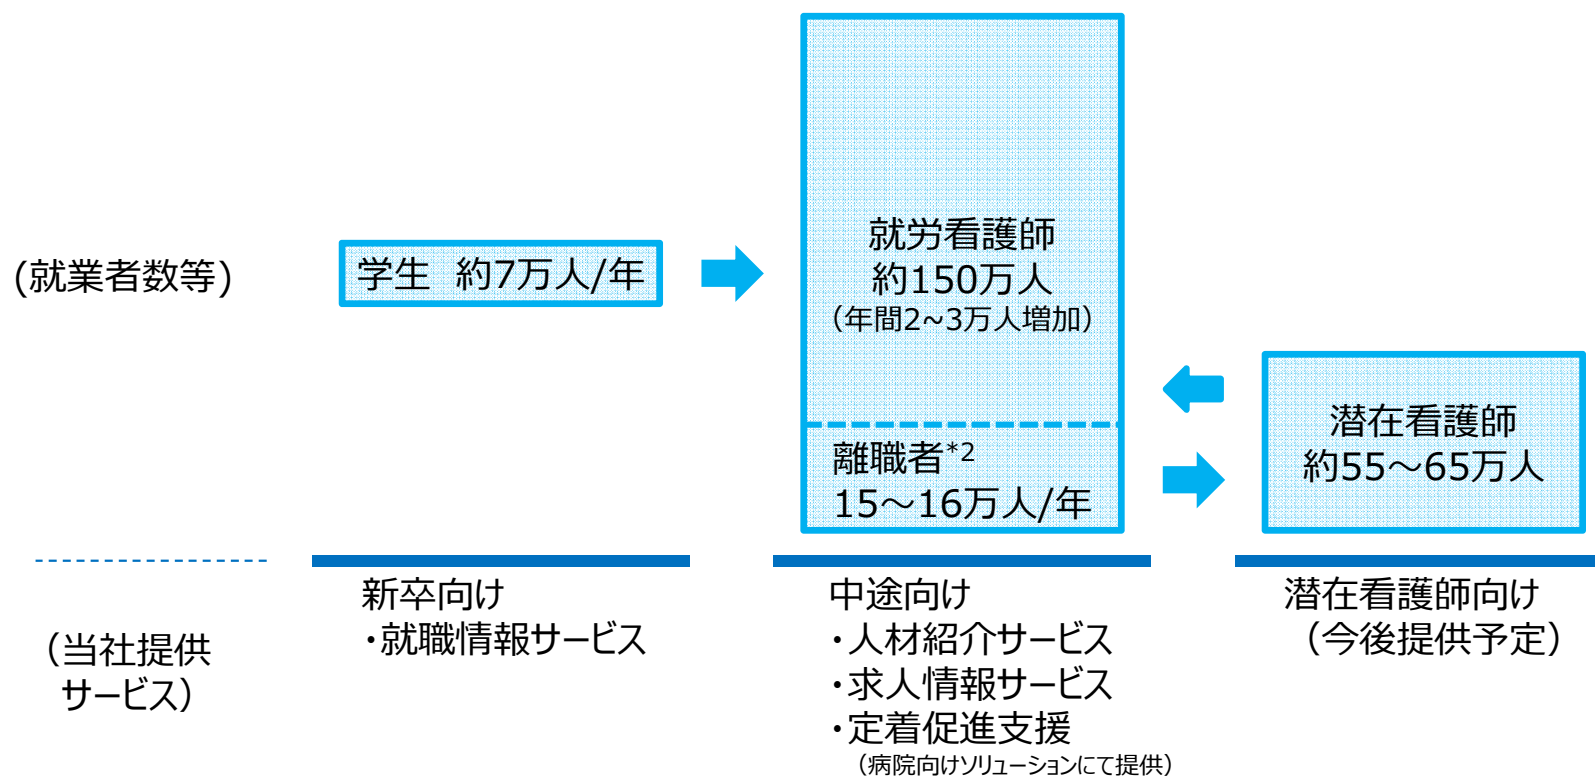 (就業者数等)
学生 約7万人/年
就労看護師
約150万人
（年間2~3万人増加）
離職者*2
15～16万人/年
潜在看護師
約55～65万人
（当社提供
サービス）
新卒向け
・就職情報サービス
中途向け
・人材紹介サービス
・求人情報サービス
・定着促進支援
（病院向けソリューションにて提供）
潜在看護師向け
（今後提供予定）